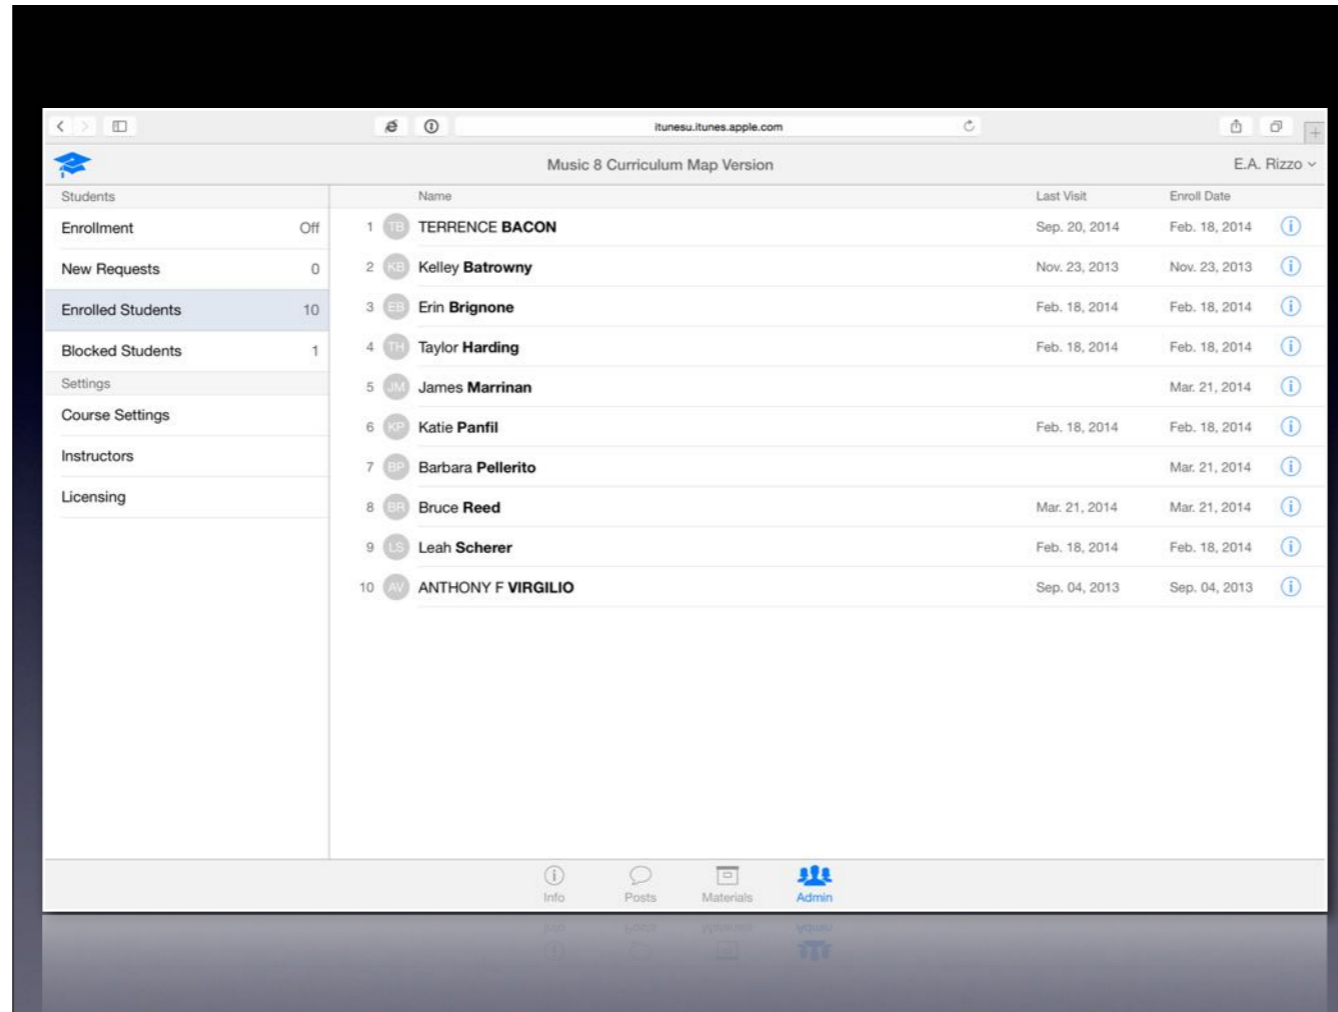 itunesu.itunes.apple.com
Music 8 Curriculum Map Version
E.A. Rizzo
Students
Enrollment Off
New Requests 0
Enrolled Students 10
Blocked Students 1
Settings
Course Settings
Instructors
Licensing
Name Last Visit Enroll Date
1 TB TERRENCE BACON Sep. 20, 2014 Feb. 18, 2014
2 KB Kelley Batrowny Nov. 23, 2013 Nov. 23, 2013
3 EB Erin Brignone Feb. 18, 2014 Feb. 18, 2014
4 TH Taylor Harding Feb. 18, 2014 Feb. 18, 2014
5 JM James Marrinan Mar. 21, 2014
6 KP Katie Panfil Feb. 18, 2014 Feb. 18, 2014
7 BP Barbara Pellerito Mar. 21, 2014
8 BR Bruce Reed Mar. 21, 2014 Mar. 21, 2014
9 LS Leah Scherer Feb. 18, 2014 Feb. 18, 2014
10 AV ANTHONY F VIRGILIO Sep. 04, 2013 Sep. 04, 2013
Info Posts Materials Admin